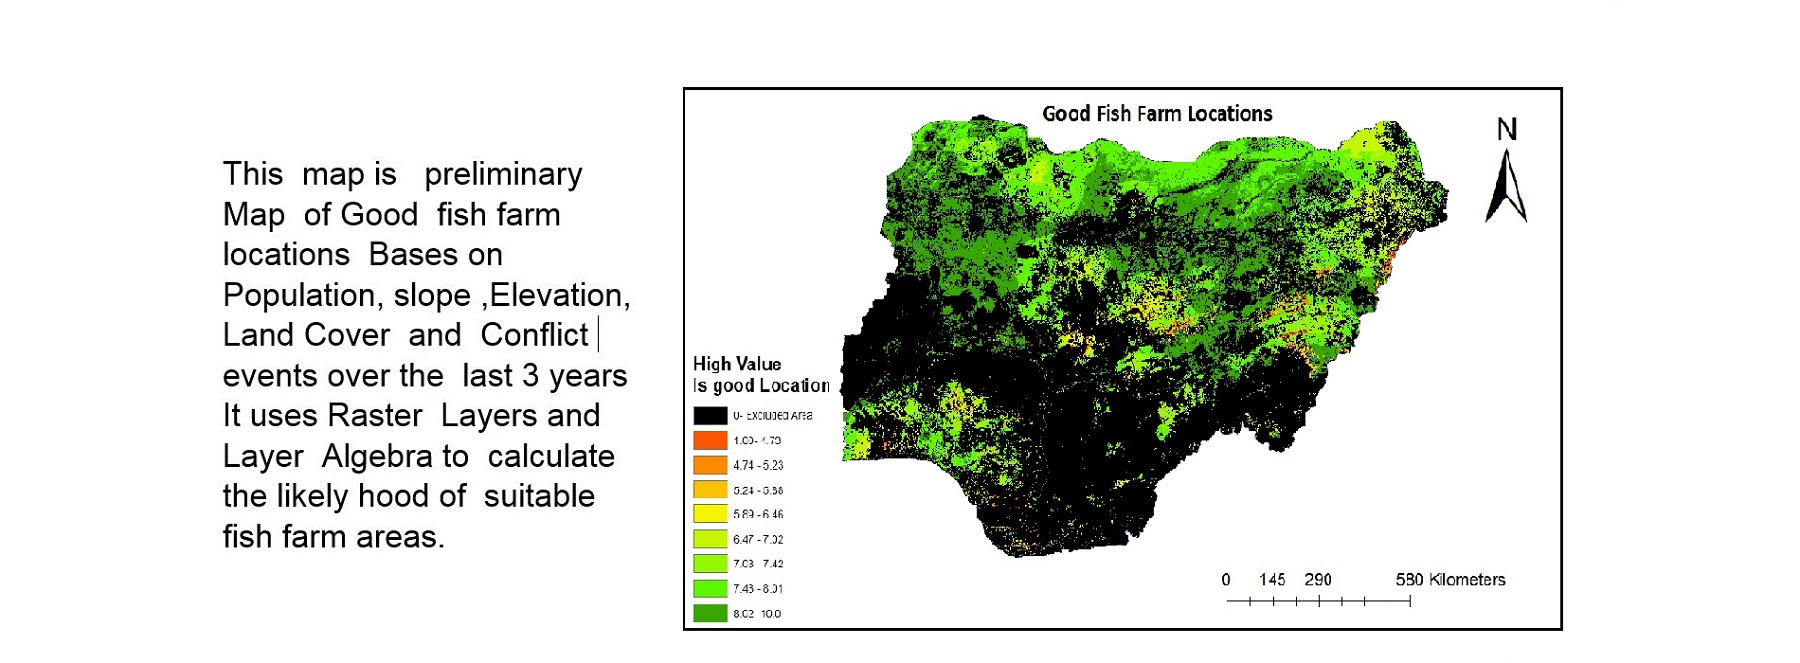 This map is preliminary
Map of Good fish farm
locations Bases on
Population, slope ,Elevation,
Land Cover and Conflict
events over the last 3 years
It uses Raster Layers and
Layer Algebra to calculate
the likely hood of suitable
fish farm areas.
Good Fish Farm Locations
N
High Value
Is good Location
0- Excluded Area
1.00- 4.73
4.74 - 5.23
5.24 - 5.88
5.89 - 6.46
6.47 - 7.02
7.03 7.42
7.43 - 8.01
8.02 10.0
0 145 290 580 Kilometers